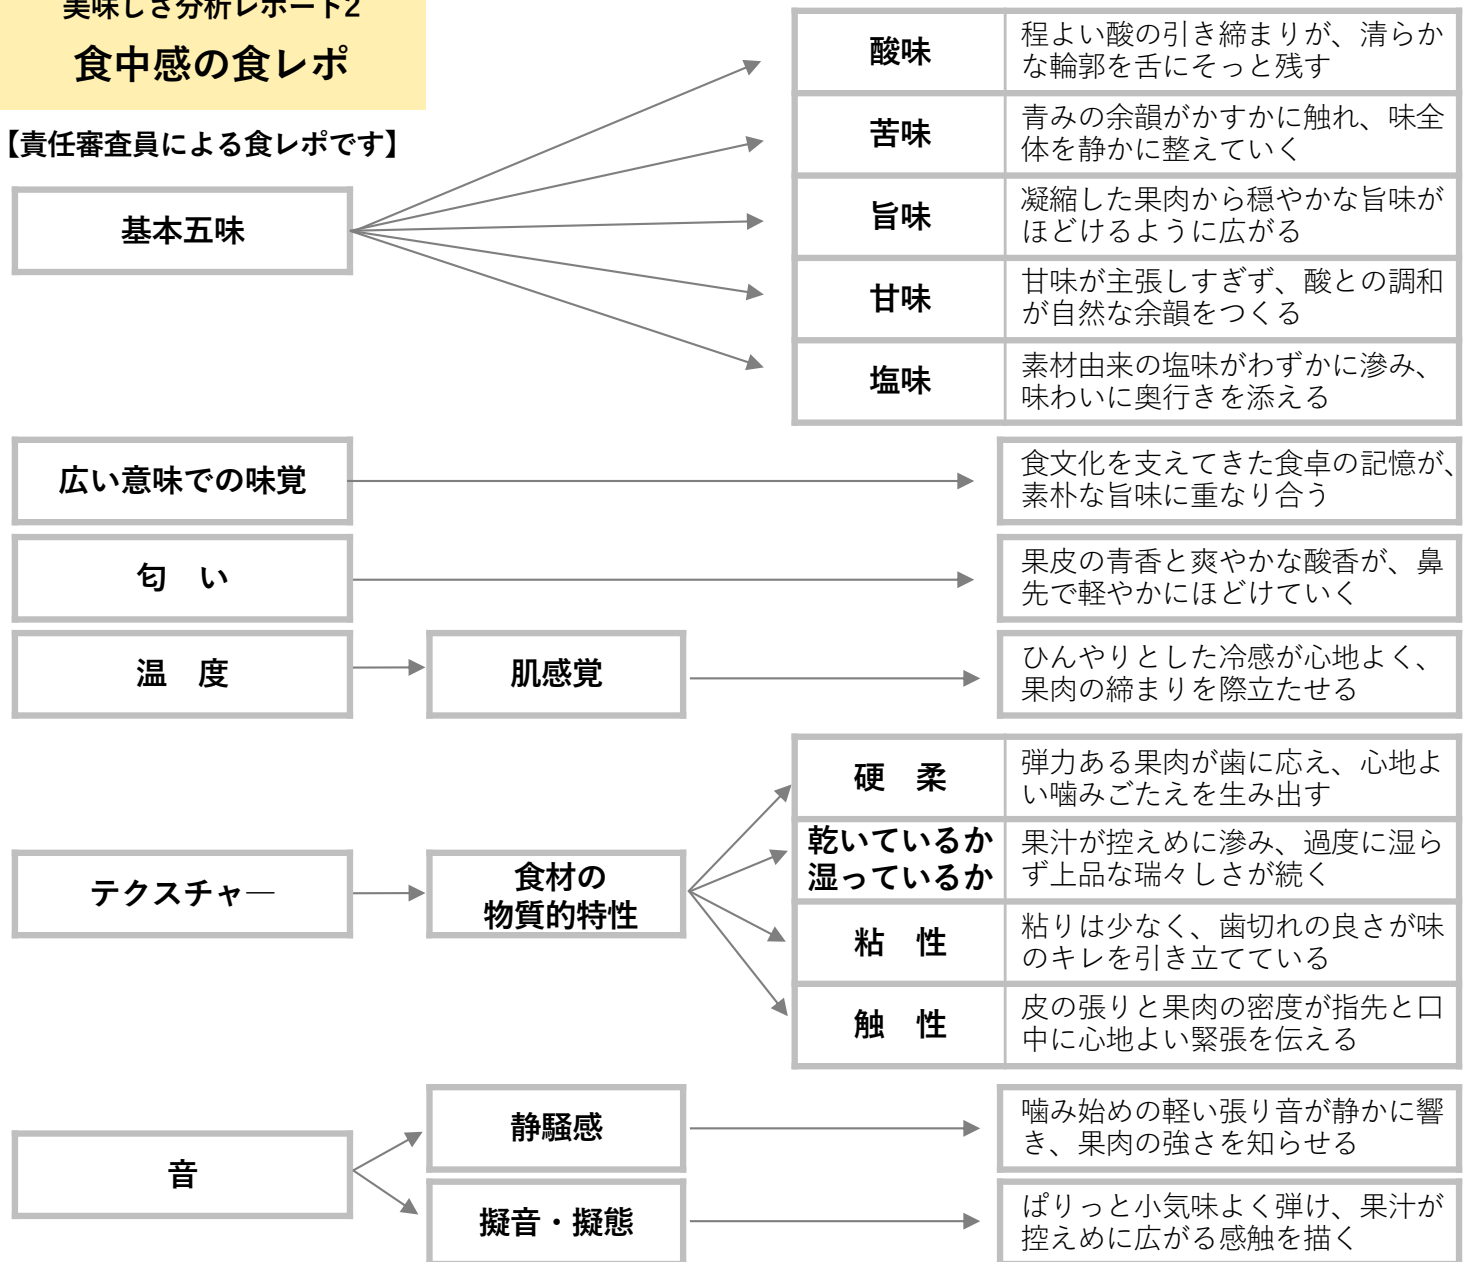 美味しさ分析レポート2
食中感の食レポ
【責任審査員による食レポです】
基本五味
酸味
程よい酸の引き締まりが、清らか
な輪郭を舌にそっと残す
苦味
青みの余韻がかすかに触れ、味全
体を静かに整えていく
旨味
凝縮した果肉から穏やかな旨味が
ほどけるように広がる
甘味
甘味が主張しすぎず、酸との調和
が自然な余韻をつくる
塩味
素材由来の塩味がわずかに滲み、
味わいに奥行きを添える
広い意味での味覚
食文化を支えてきた食卓の記憶が、
素朴な旨味に重なり合う
匂　い
果皮の青香と爽やかな酸香が、鼻
先で軽やかにほどけていく
温　度
肌感覚
ひんやりとした冷感が心地よく、
果肉の締まりを際立たせる
テクスチャ―
食材の
物質的特性
硬　柔
弾力ある果肉が歯に応え、心地よ
い噛みごたえを生み出す
乾いているか
湿っているか
果汁が控えめに滲み、過度に湿ら
ず上品な瑞々しさが続く
粘　性
粘りは少なく、歯切れの良さが味
のキレを引き立てている
触　性
皮の張りと果肉の密度が指先と口
中に心地よい緊張を伝える
音
静騒感
噛み始めの軽い張り音が静かに響
き、果肉の強さを知らせる
擬音・擬態
ぱりっと小気味よく弾け、果汁が
控えめに広がる感触を描く